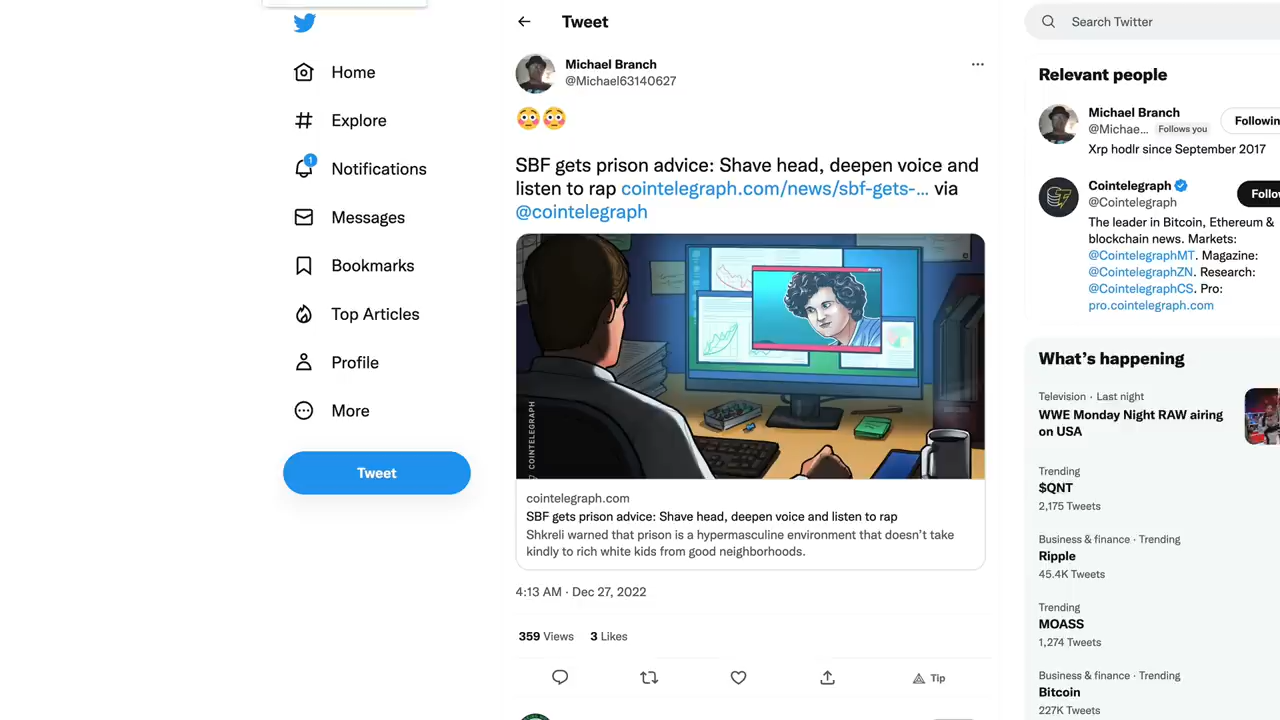 Home
Explore
1
Notifications
Messages
Bookmarks
Top Articles
Profile
More
Tweet
Tweet
Michael Branch
@Michael63140627
😳😳
SBF gets prison advice: Shave head, deepen voice and
listen to rap cointelegraph.com/news/sbf-gets-... via
@cointelegraph
COINTELEGRAPH
cointelegraph.com
SBF gets prison advice: Shave head, deepen voice and listen to rap
Shkreli warned that prison is a hypermasculine environment that doesn't take
kindly to rich white kids from good neighborhoods.
4:13 AM · Dec 27, 2022
359 Views 3 Likes
Tip
Search Twitter
Relevant people
Michael Branch
@Michae... Follows you
Followin
Xrp hodlr since September 2017
Cointelegraph
@Cointelegraph
Follo
The leader in Bitcoin, Ethereum &
blockchain news. Markets:
@CointelegraphMT. Magazine:
@CointelegraphZN. Research:
@CointelegraphCS. Pro:
pro.cointelegraph.com
What's happening
Television · Last night
WWE Monday Night RAW airing
on USA
Trending
$QNT
2,175 Tweets
Business & finance · Trending
Ripple
45.4K Tweets
Trending
MOASS
1,274 Tweets
Business & finance · Trending
Bitcoin
227K Tweets